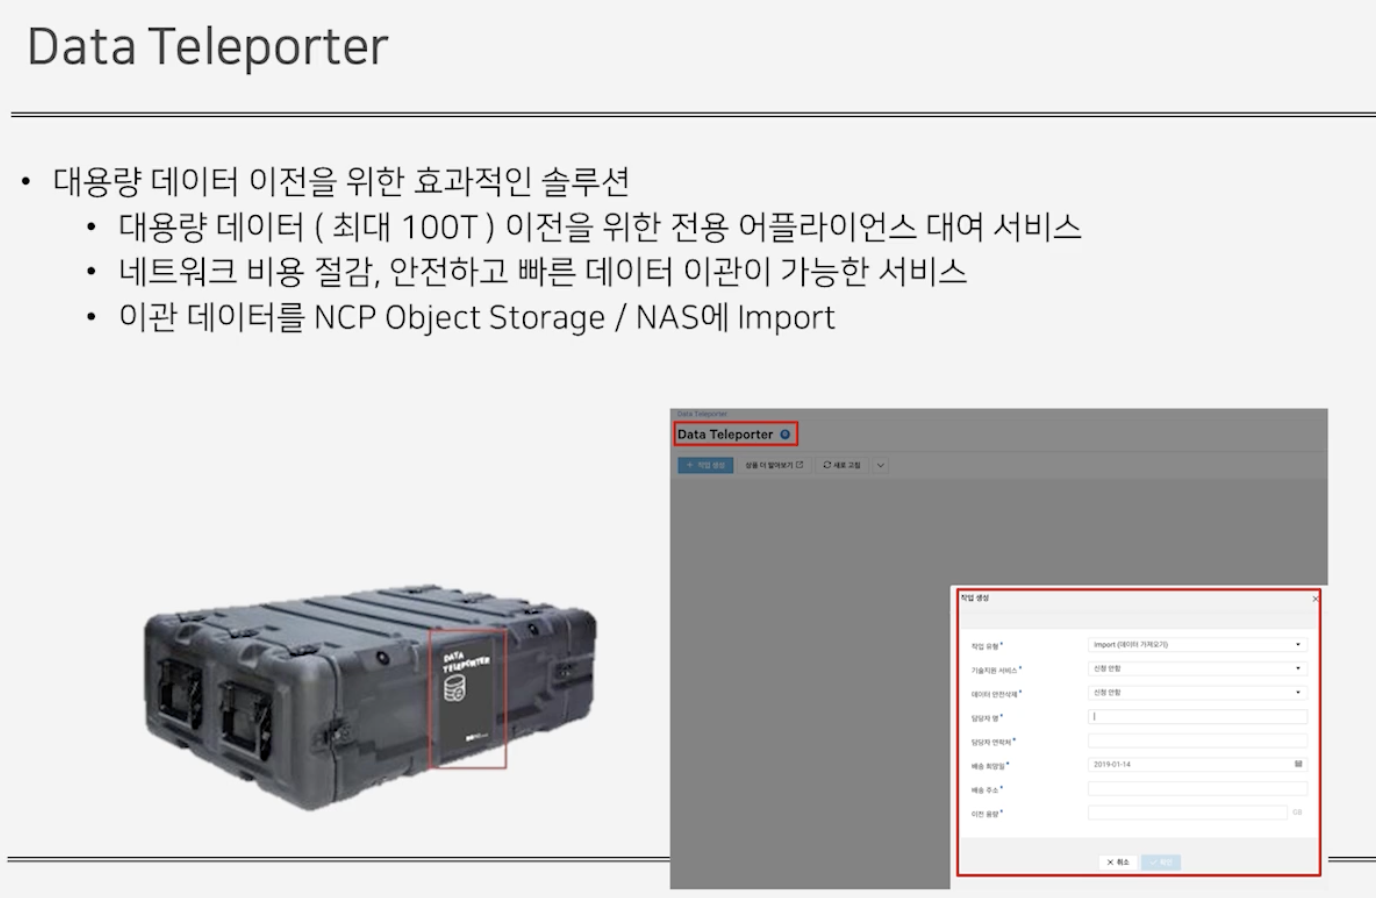 Data Teleporter
• 대용량 데이터 이전을 위한 효과적인 솔루션
• 대용량 데이터 ( 최대 100T ) 이전을 위한 전용 어플라이언스 대여 서비스
• 네트워크 비용 절감, 안전하고 빠른 데이터 이관이 가능한 서비스
• 이관 데이터를 NCP Object Storage / NAS에 Import
DATA
TELEPORTER
Data Teleporter
Data Teleporter
+ 작업 생성 상품 더 알아보기 새로 고침
작업 생성
작업 유형 * Import (데이터 가져오기)
기술지원 서비스 * 신청 안함
데이터 완전삭제 * 신청 안함
담당자 명 *
담당자 연락처 *
배송 희망일 * 2019-01-14
배송 주소 *
이전 용량 * GB
× 취소 ✓ 확인